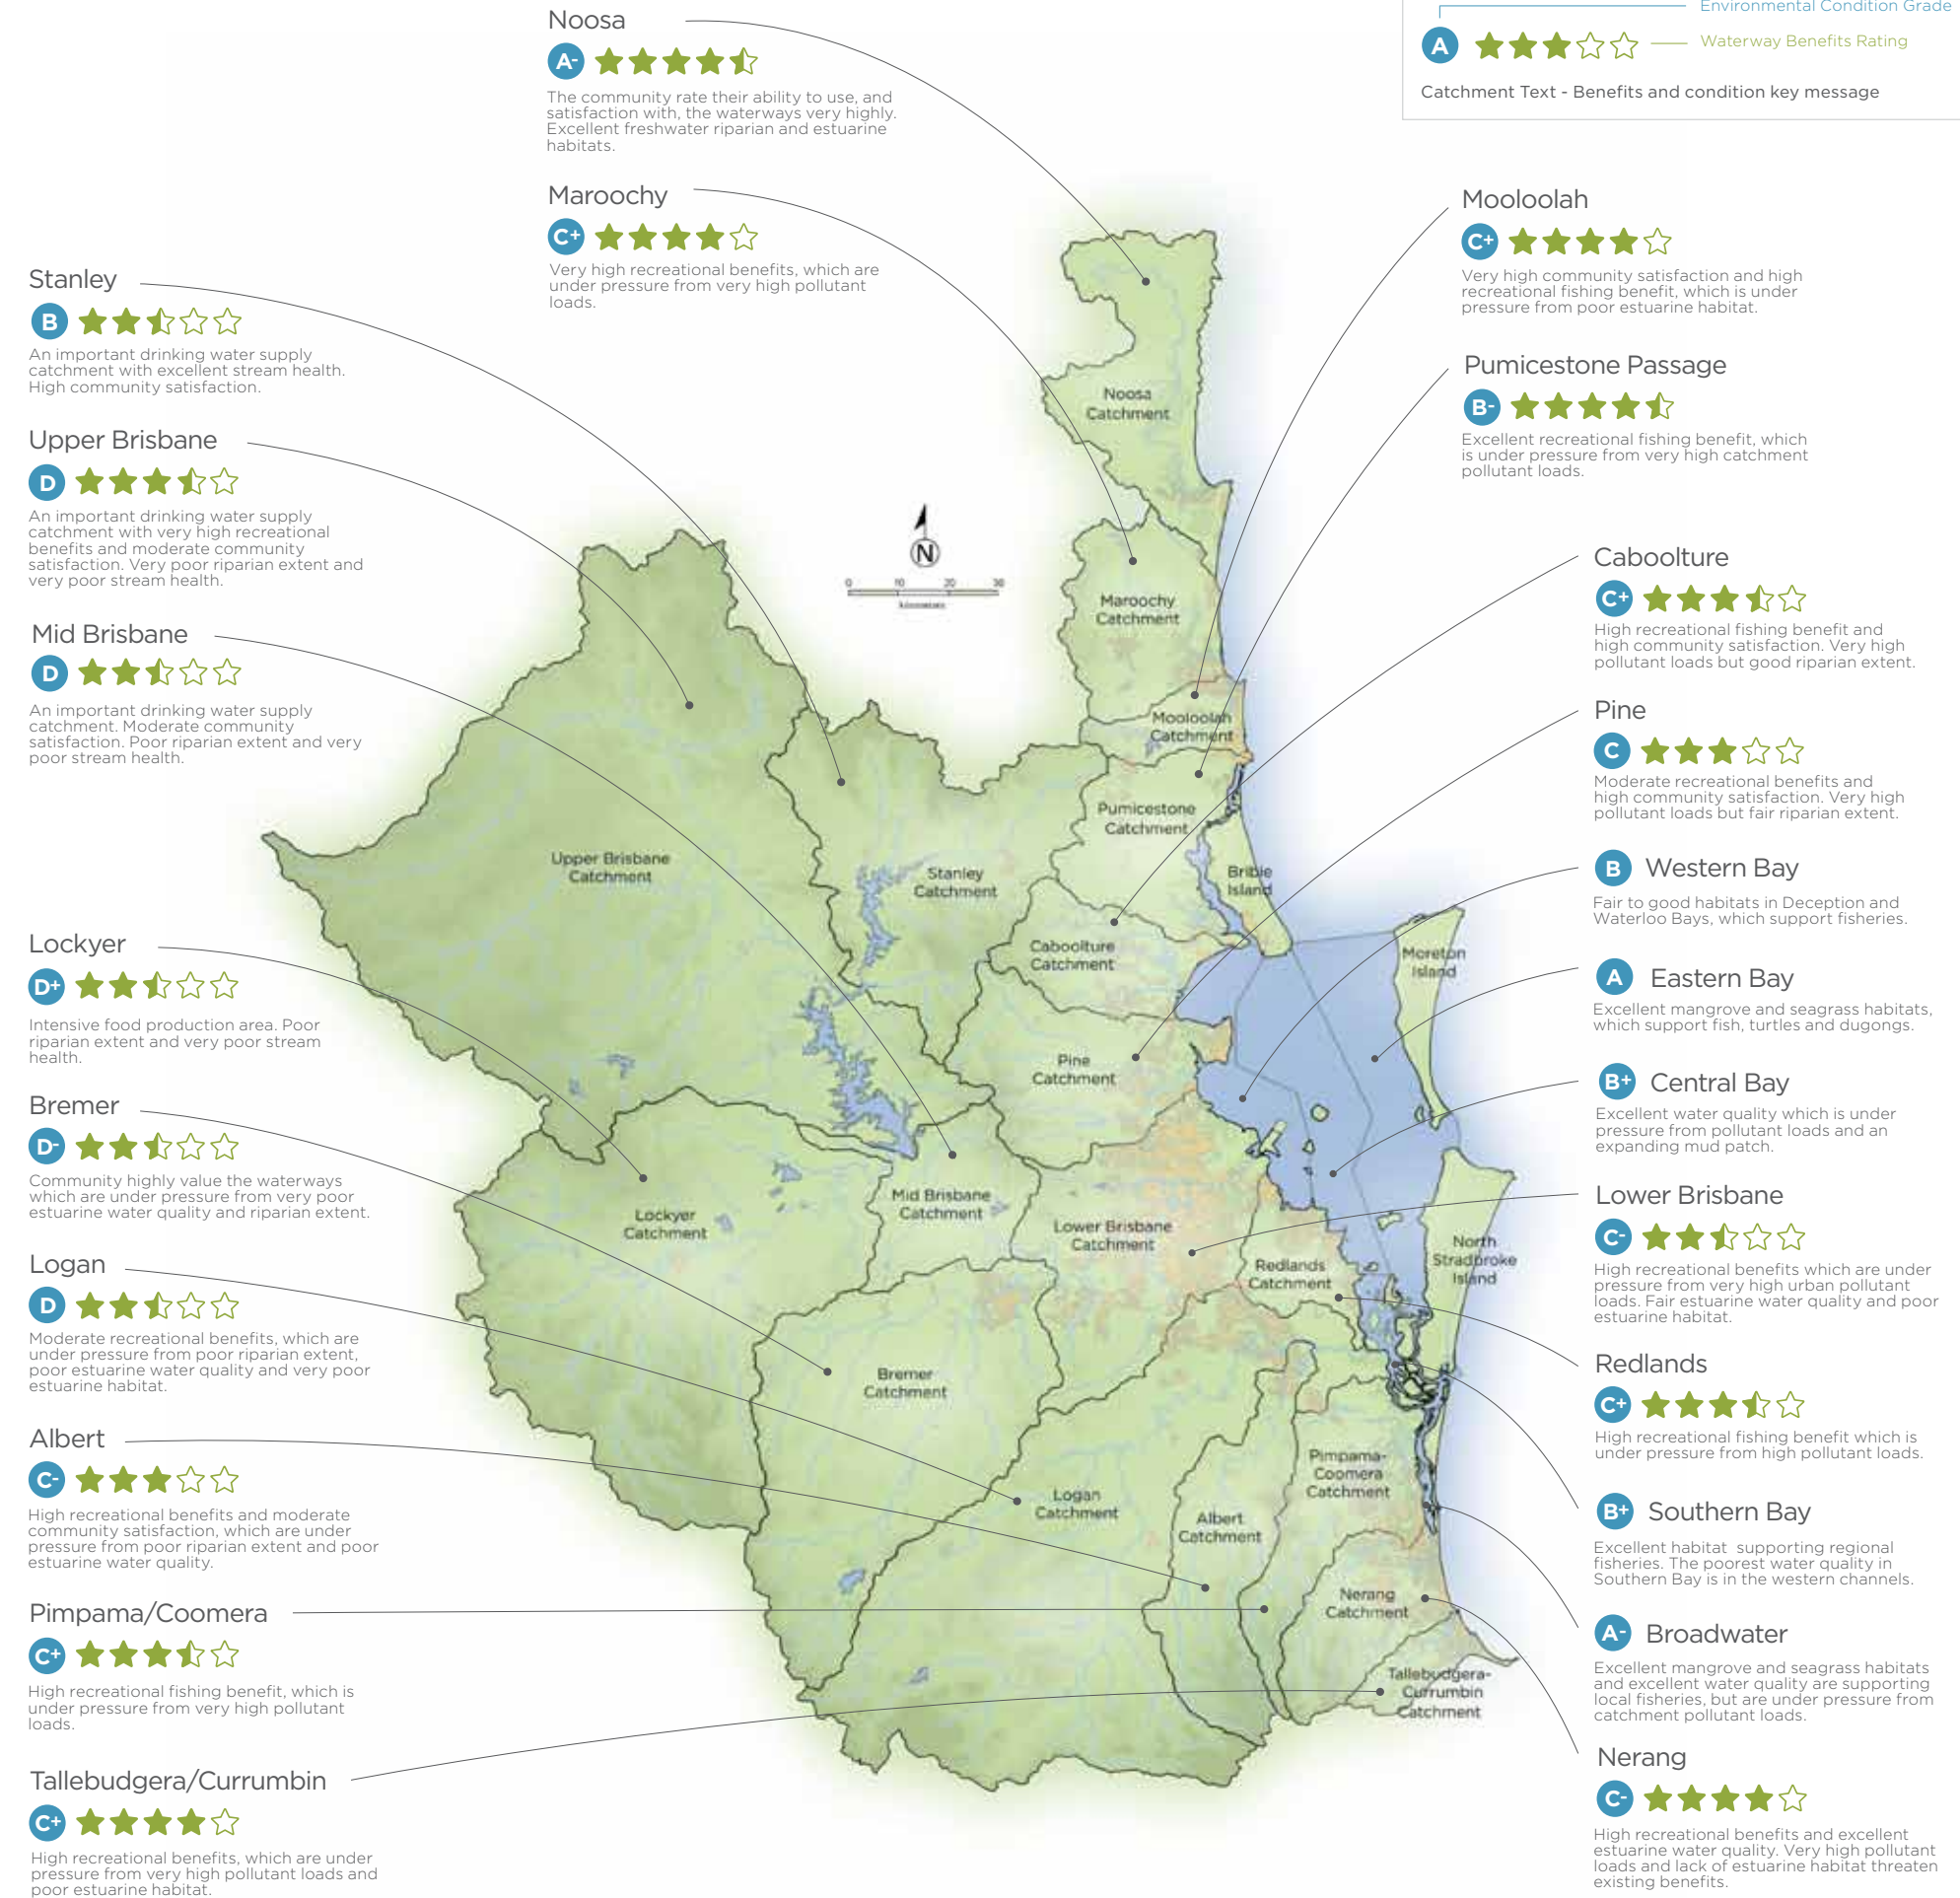 Noosa
A-
The community rate their ability to use, and
satisfaction with, the waterways very highly.
Excellent freshwater riparian and estuarine
habitats.
Environmental Condition Grade
A
Waterway Benefits Rating
Catchment Text - Benefits and condition key message
Maroochy
C+
Very high recreational benefits, which are
under pressure from very high pollutant
loads.
Stanley
B
An important drinking water supply
catchment with excellent stream health.
High community satisfaction.
Upper Brisbane
D
An important drinking water supply
catchment with very high recreational
benefits and moderate community
satisfaction. Very poor riparian extent and
very poor stream health.
Mid Brisbane
D
An important drinking water supply
catchment. Moderate community
satisfaction. Poor riparian extent and very
poor stream health.
Lockyer
D+
Intensive food production area. Poor
riparian extent and very poor stream
health.
Bremer
D-
Community highly value the waterways
which are under pressure from very poor
estuarine water quality and riparian extent.
Logan
D
Moderate recreational benefits, which are
under pressure from poor riparian extent,
poor estuarine water quality and very poor
estuarine habitat.
Albert
C-
High recreational benefits and moderate
community satisfaction, which are under
pressure from poor riparian extent and poor
estuarine water quality.
Pimpama/Coomera
C+
High recreational fishing benefit, which is
under pressure from very high pollutant
loads.
Tallebudgera/Currumbin
C+
High recreational benefits, which are under
pressure from very high pollutant loads and
poor estuarine habitat.
N
0 10 20 30
kilometres
Noosa
Catchment
Maroochy
Catchment
Mooloolah
Catchment
Pumicestone
Catchment
Bribie
Island
Upper Brisbane
Catchment
Stanley
Catchment
Caboolture
Catchment
Moreton
Island
Pine
Catchment
Lockyer
Catchment
Mid Brisbane
Catchment
Lower Brisbane
Catchment
Redlands
Catchment
North
Stradbroke
Island
Bremer
Catchment
Logan
Catchment
Albert
Catchment
Pimpama-
Coomera
Catchment
Nerang
Catchment
Tallebudgera-
Currumbin
Catchment
Mooloolah
C+
Very high community satisfaction and high
recreational fishing benefit, which is under
pressure from poor estuarine habitat.
Pumicestone Passage
B-
Excellent recreational fishing benefit, which
is under pressure from very high catchment
pollutant loads.
Caboolture
C+
High recreational fishing benefit and
high community satisfaction. Very high
pollutant loads but good riparian extent.
Pine
C
Moderate recreational benefits and
high community satisfaction. Very high
pollutant loads but fair riparian extent.
B Western Bay
Fair to good habitats in Deception and
Waterloo Bays, which support fisheries.
A Eastern Bay
Excellent mangrove and seagrass habitats,
which support fish, turtles and dugongs.
B+ Central Bay
Excellent water quality which is under
pressure from pollutant loads and an
expanding mud patch.
Lower Brisbane
C-
High recreational benefits which are under
pressure from very high urban pollutant
loads. Fair estuarine water quality and poor
estuarine habitat.
Redlands
C+
High recreational fishing benefit which is
under pressure from high pollutant loads.
B+ Southern Bay
Excellent habitat supporting regional
fisheries. The poorest water quality in
Southern Bay is in the western channels.
A- Broadwater
Excellent mangrove and seagrass habitats
and excellent water quality are supporting
local fisheries, but are under pressure from
catchment pollutant loads.
Nerang
C-
High recreational benefits and excellent
estuarine water quality. Very high pollutant
loads and lack of estuarine habitat threaten
existing benefits.